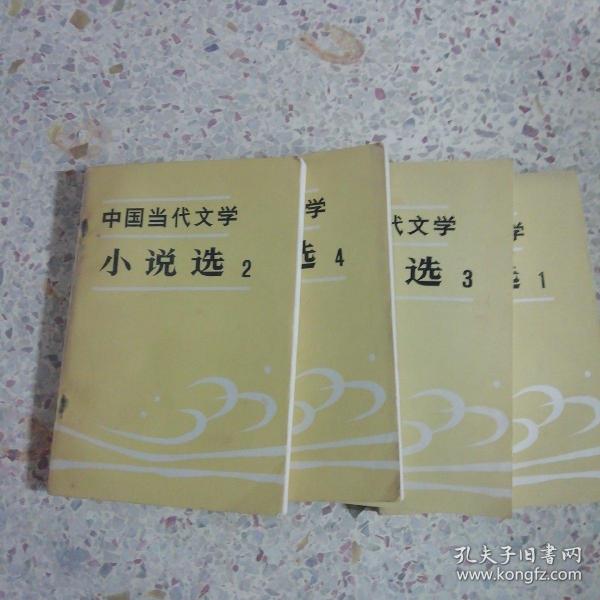 中国当代文学
小说选 2
学
选 4
代文学
选 3
学
选 1
孔夫子旧书网
www.kongfz.com